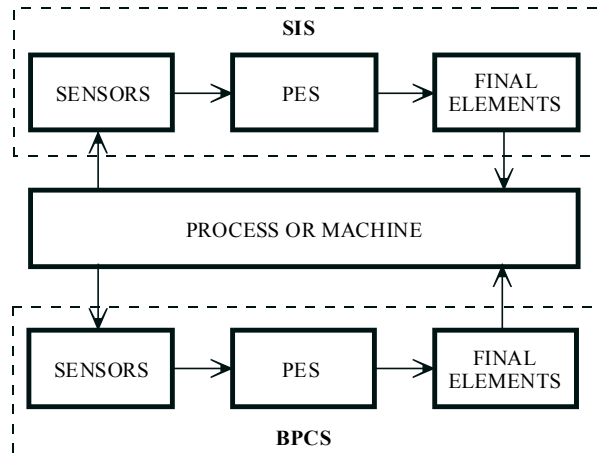 SIS
SENSORS
PES
FINAL
ELEMENTS
PROCESS OR MACHINE
SENSORS
PES
FINAL
ELEMENTS
BPCS